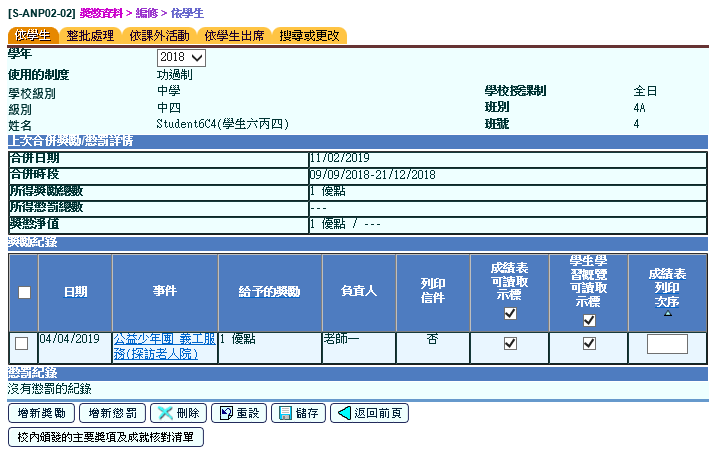 [S-ANP02-02] 獎懲資料 > 編修 > 依學生
依學生 整批處理 依課外活動 依學生出席 搜尋或更改
學年 2018
使用的制度 功過制
學校級別 中學 學校授課制 全日
級別 中四 班別 4A
姓名 Student6C4(學生六丙四) 班號 4
上次合併獎勵/懲罰詳情
合併日期 11/02/2019
合併時段 09/09/2018-21/12/2018
所得獎勵總數 1 優點
所得懲罰總數 ---
獎懲淨值 1 優點 / ---
獎勵紀錄
日期 事件 給予的獎勵 負責人 列印信件 成績表可讀取示標 學生學習概覽可讀取示標 成績表列印次序
04/04/2019 公益少年團 義工服務(探訪老人院) 1 優點 老師一 否
懲罰紀錄
沒有懲罰的紀錄
增新獎勵 增新懲罰 刪除 重設 儲存 返回前頁
校內頒發的主要獎項及成就核對清單